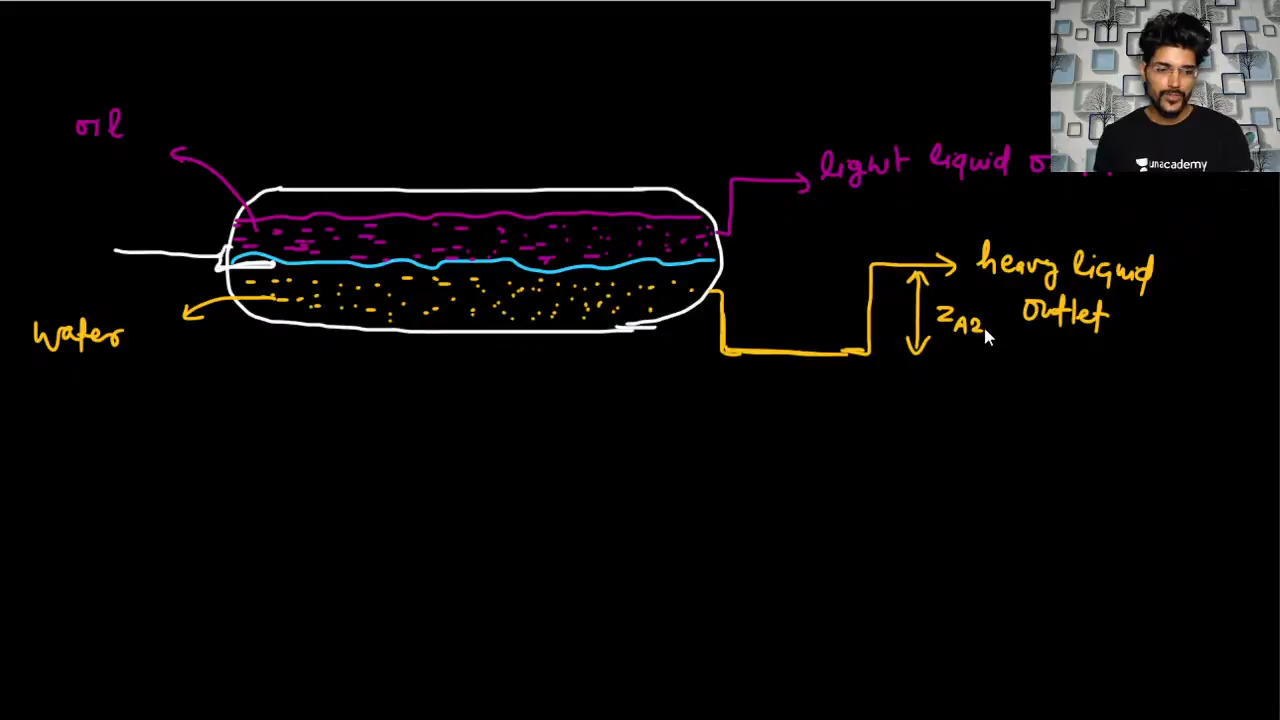 oil
light liquid
unacademy
heavy liquid
outlet
ZA2
water